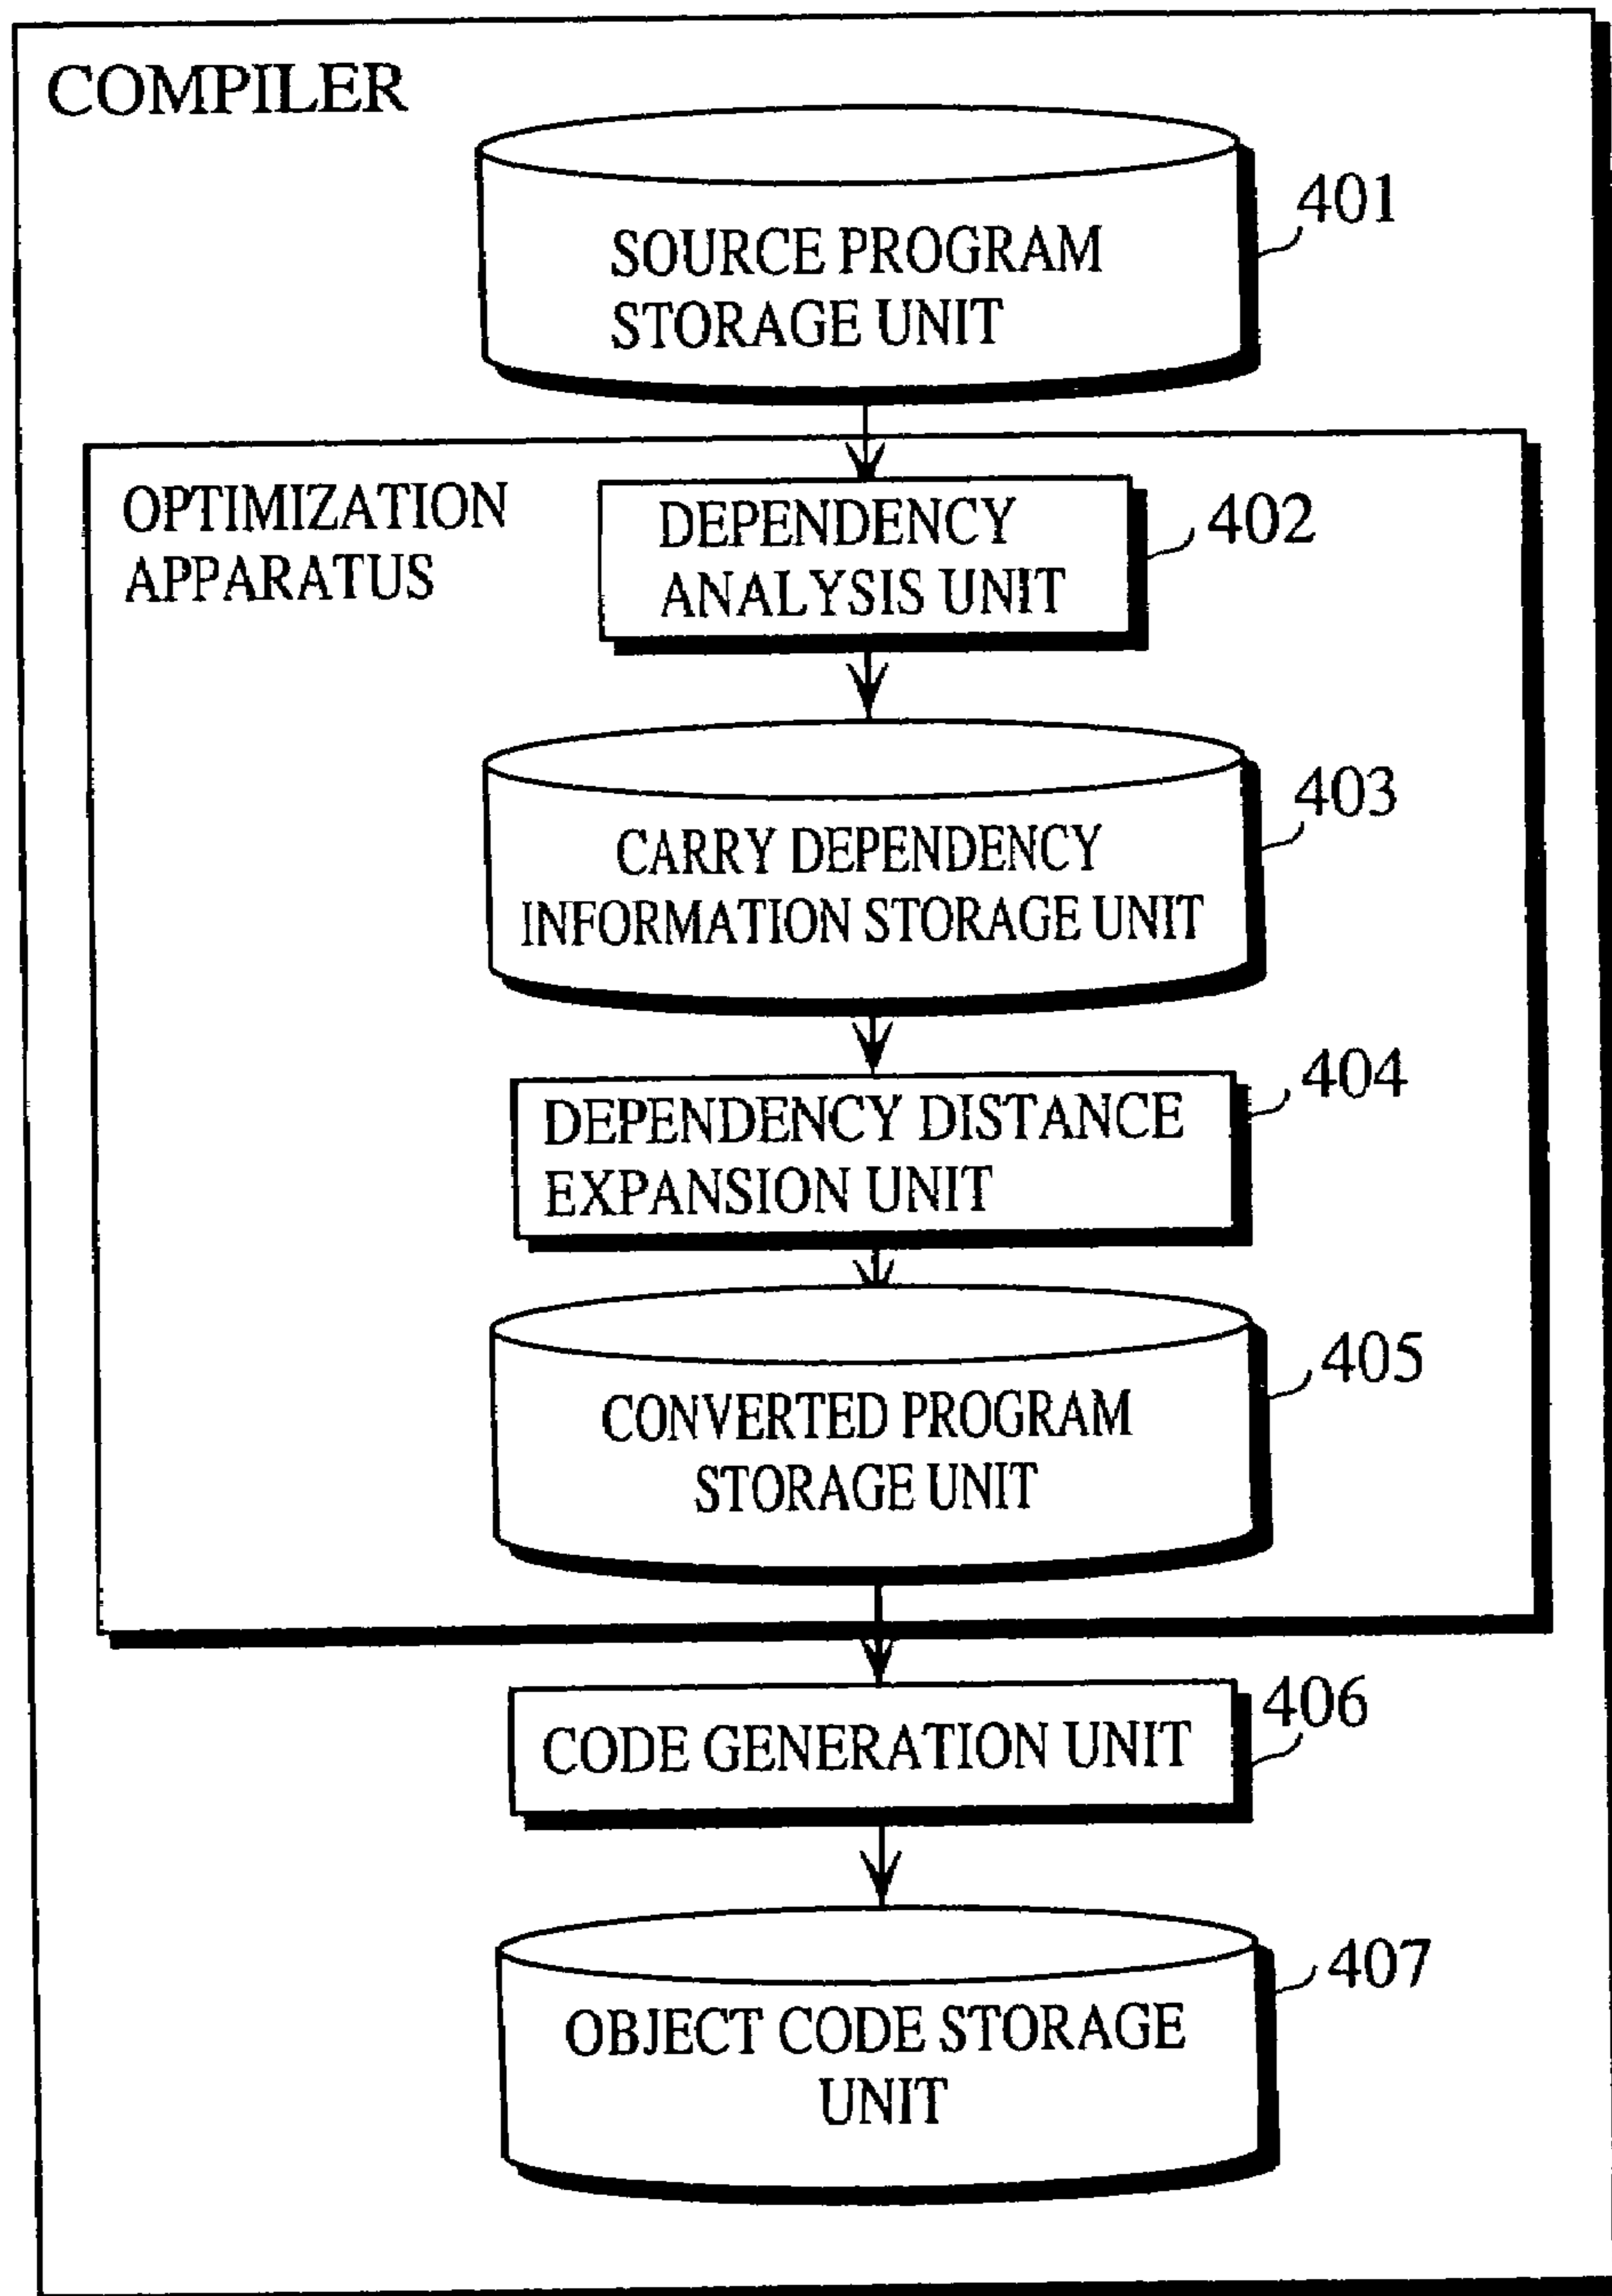 COMPILER
SOURCE PROGRAM
STORAGE UNIT
401
OPTIMIZATION
APPARATUS
DEPENDENCY
ANALYSIS UNIT
402
CARRY DEPENDENCY
INFORMATION STORAGE UNIT
403
DEPENDENCY DISTANCE
EXPANSION UNIT
404
CONVERTED PROGRAM
STORAGE UNIT
405
CODE GENERATION UNIT
406
OBJECT CODE STORAGE
UNIT
407